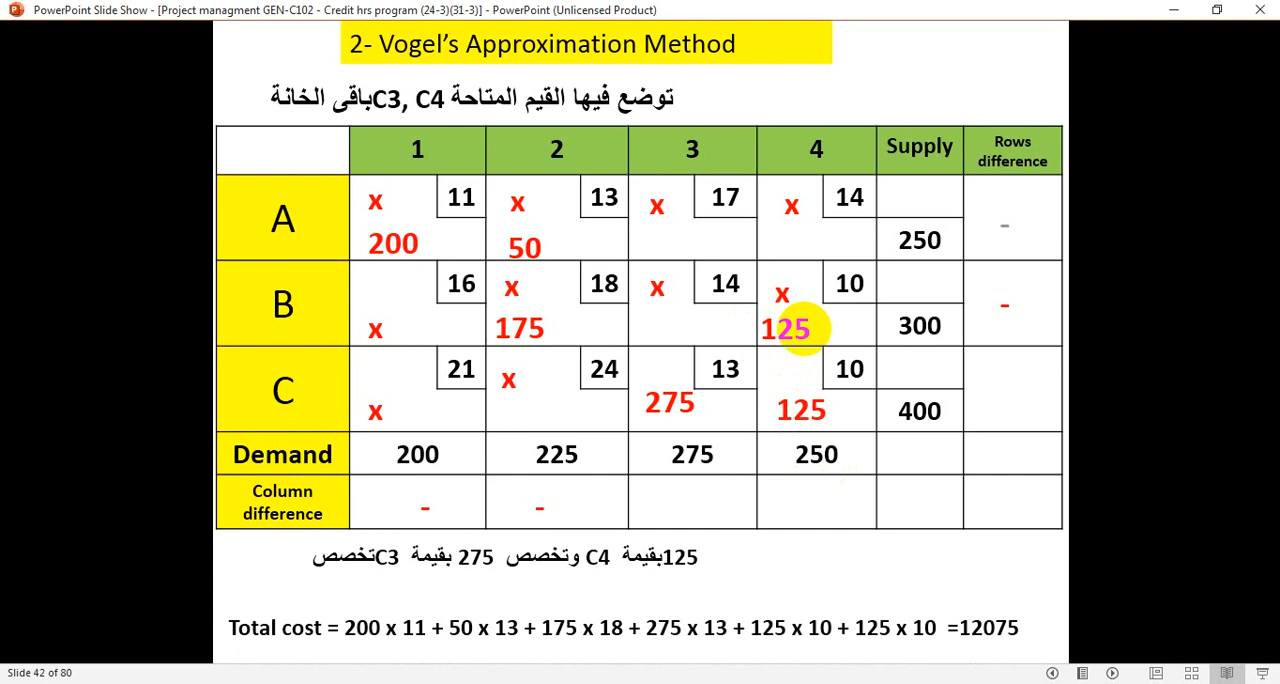 Project managment GEN-C102 - Credit hrs program (24-3)(31-3)] - PowerPoint (Unlicensed Product)] PowerPoint Slide Show - [
2- Vogel’s Approximation Method
باقى الخانة C3, C4 توضع فيها القيم المتاحة
1 2 3 4 Supply Rows difference
x 11 x 13 x 17 x 14
A 200 50 250 -
16 x 18 x 14 x 10
B x 175 125 300 -
21 x 24 13 10
C x 275 125 400
Demand 200 225 275 250
Column difference - -
تخصص C3 بقيمة 275 وتخصص C4 بقيمة 125
Total cost = 200 x 11 + 50 x 13 + 175 x 18 + 275 x 13 + 125 x 10 + 125 x 10 =12075
Slide 42 of 80